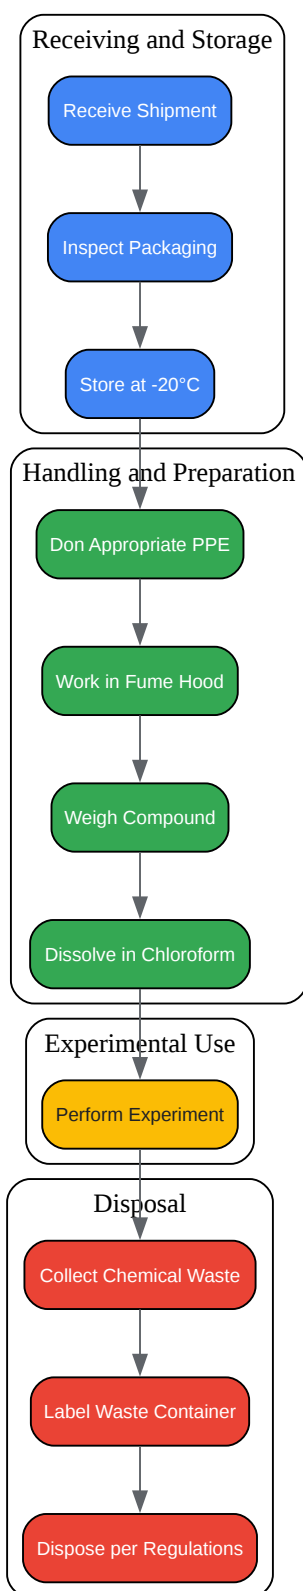 Receiving and Storage
Receive Shipment
Inspect Packaging
Store at -20°C
Handling and Preparation
Don Appropriate PPE
Work in Fume Hood
Weigh Compound
Dissolve in Chloroform
Experimental Use
Perform Experiment
Disposal
Collect Chemical Waste
Label Waste Container
Dispose per Regulations